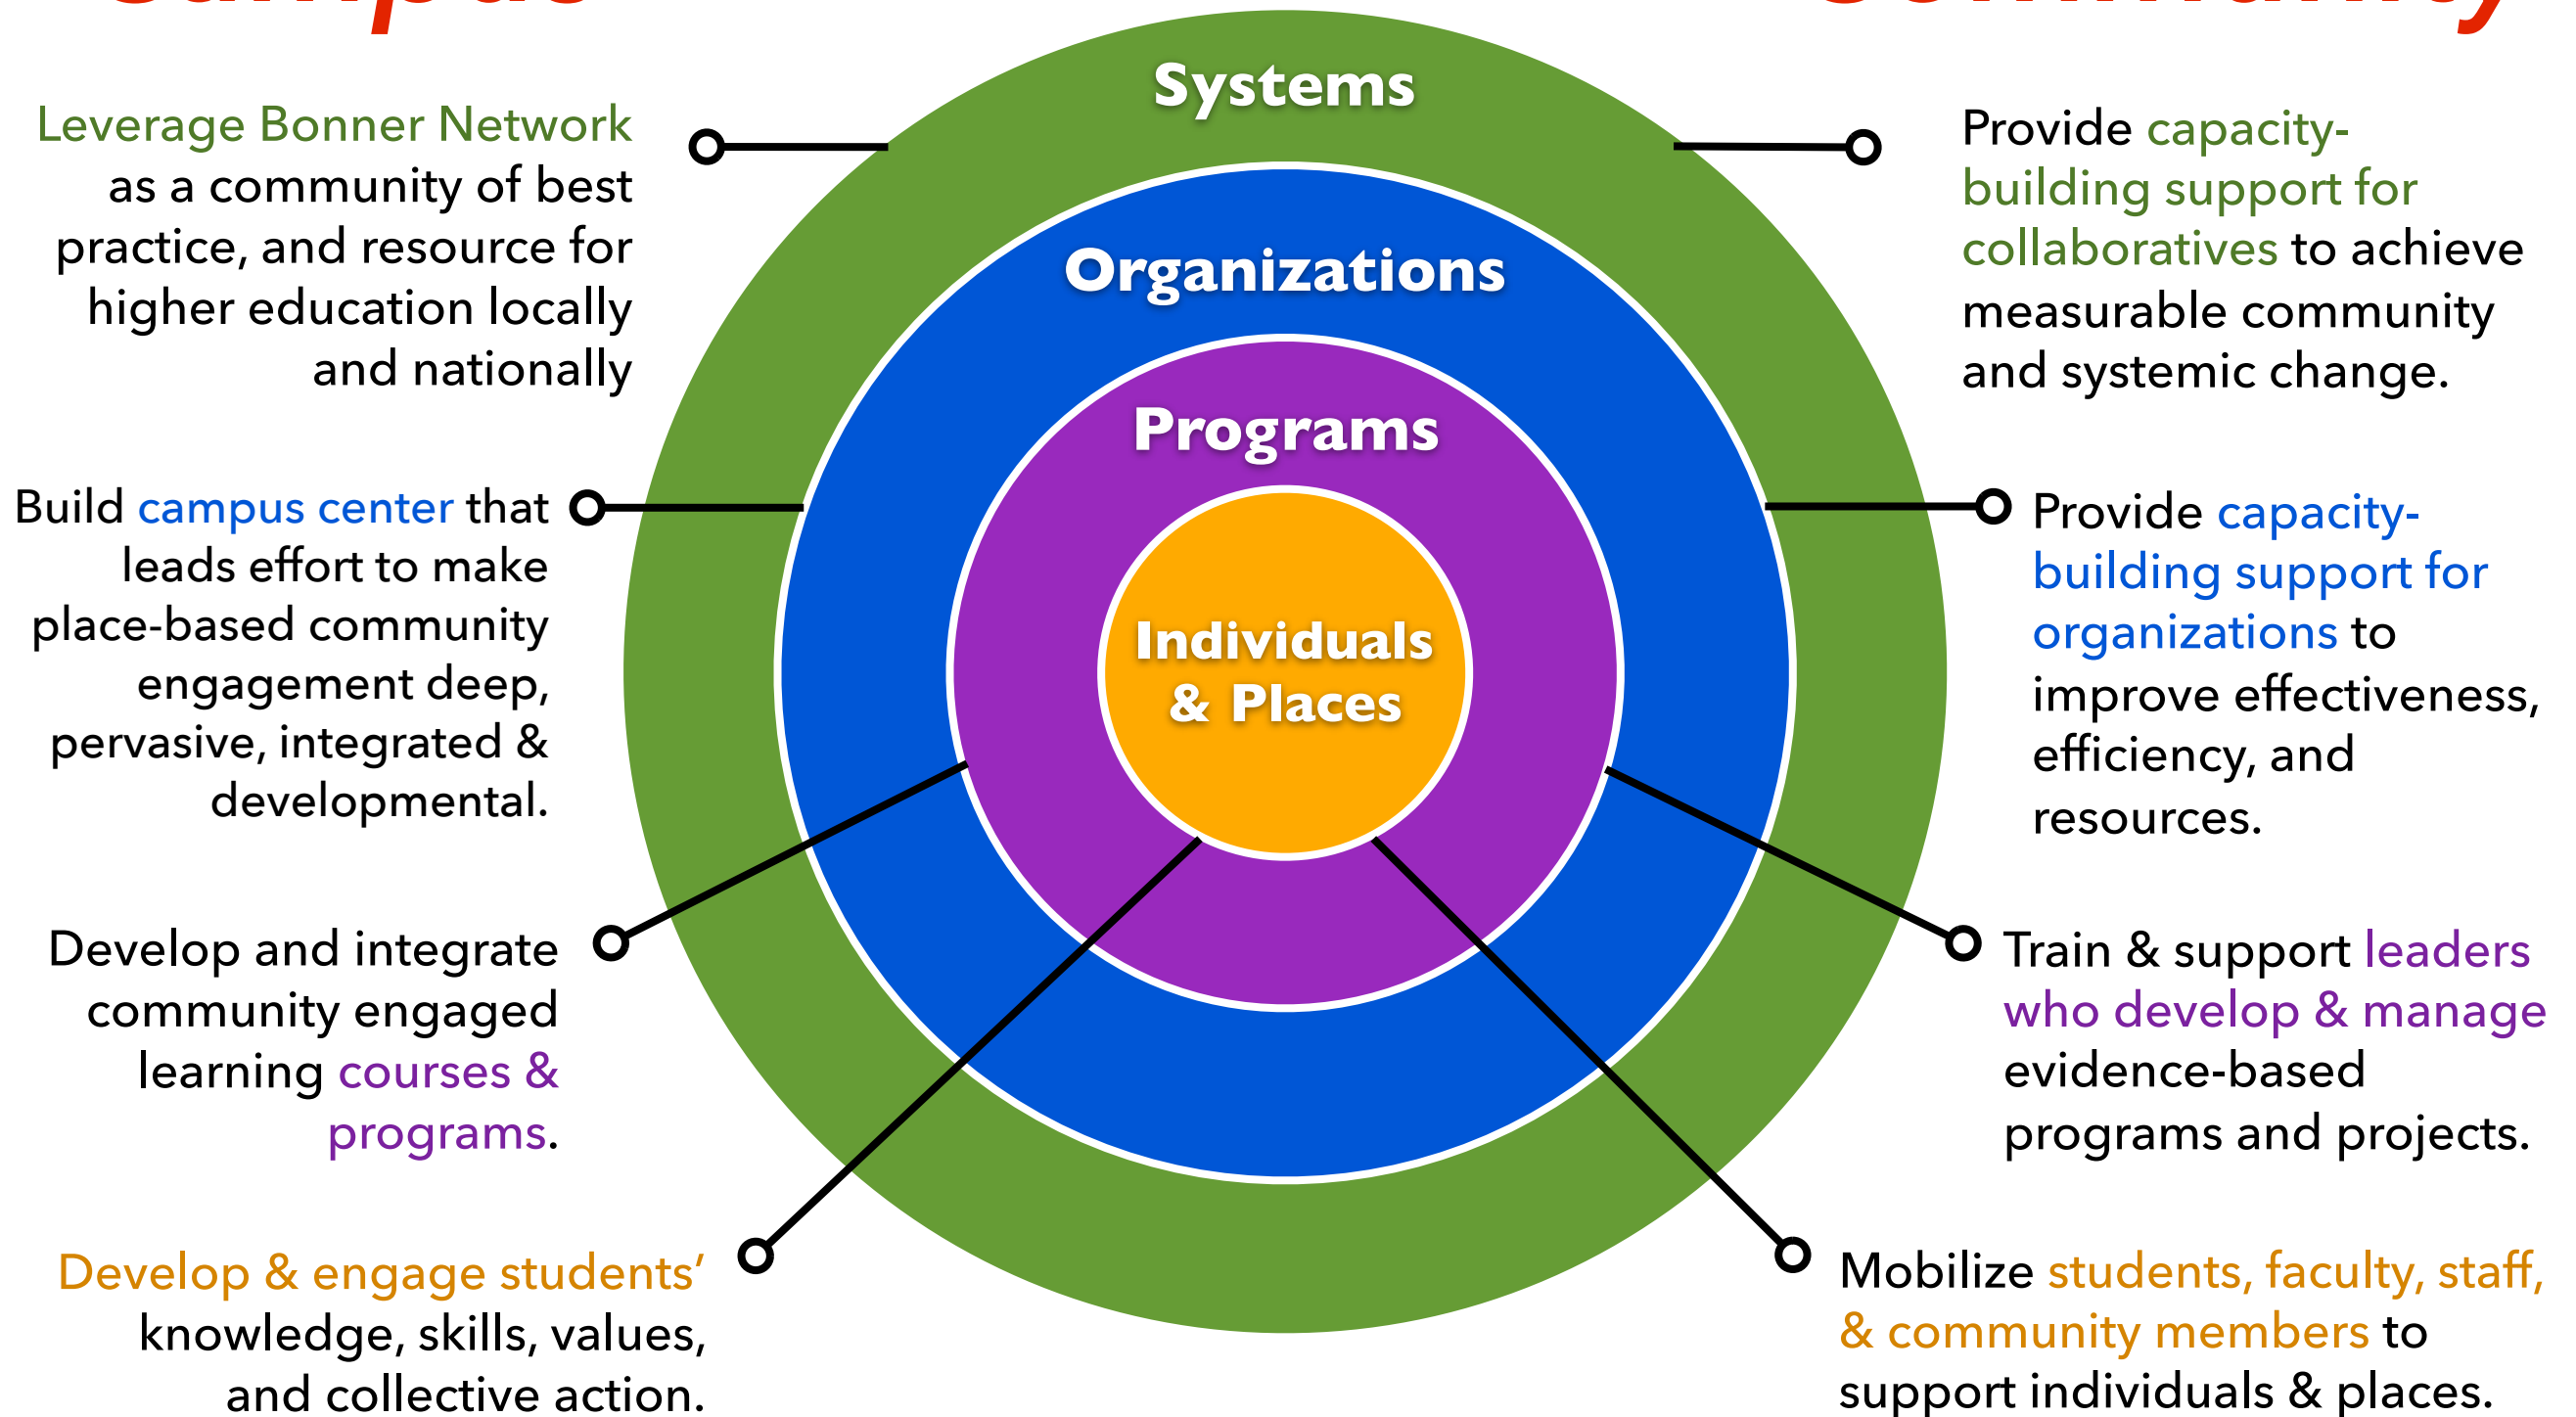 Campus
Community
Systems
Organizations
Programs
Individuals
& Places
Leverage Bonner Network
as a community of best
practice, and resource for
higher education locally
and nationally
Build campus center that
leads effort to make
place-based community
engagement deep,
pervasive, integrated &
developmental.
Develop and integrate
community engaged
learning courses &
programs.
Develop & engage students’
knowledge, skills, values,
and collective action.
Provide capacity-
building support for
collaboratives to achieve
measurable community
and systemic change.
Provide capacity-
building support for
organizations to
improve effectiveness,
efficiency, and
resources.
Train & support leaders
who develop & manage
evidence-based
programs and projects.
Mobilize students, faculty, staff,
& community members to
support individuals & places.